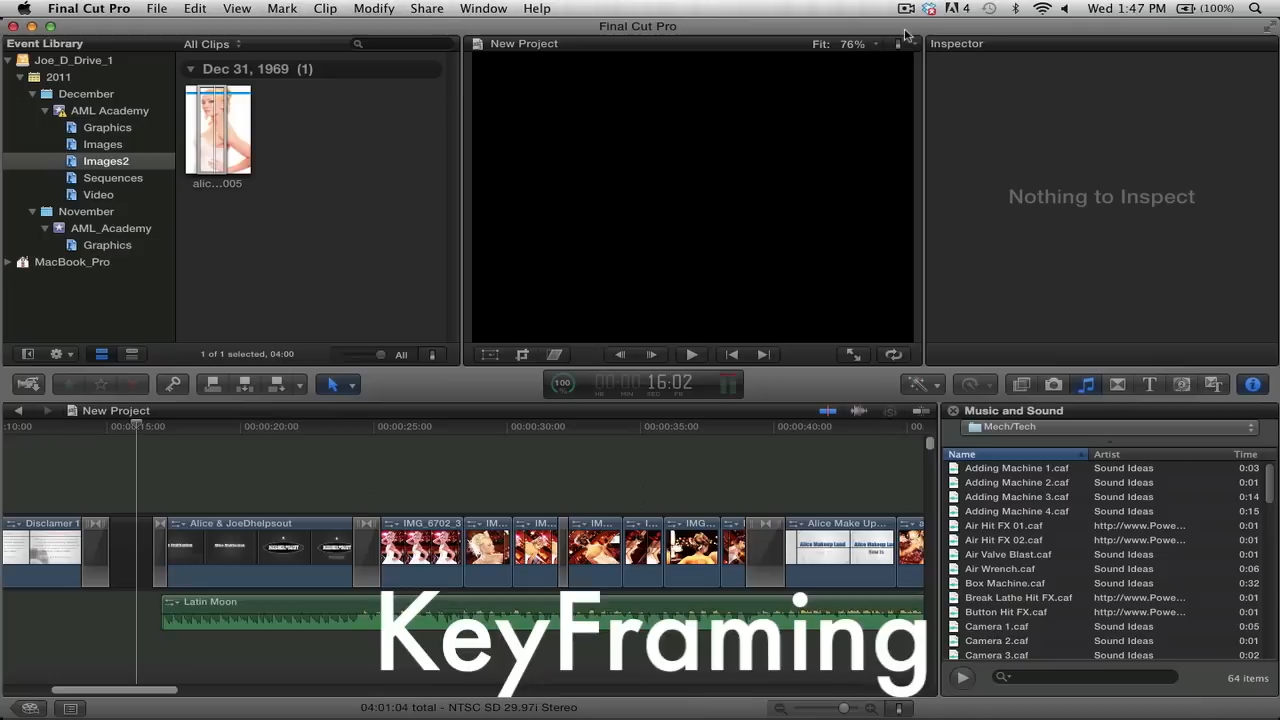 Final Cut Pro File Edit View Mark Clip Modify Share Window Help
4 Wed 1:47 PM (100%)
Final Cut Pro
Event Library
All Clips
New Project
Fit: 76%
Inspector
Joe_D_Drive_1
2011
December
AML Academy
Graphics
Images
Images2
Sequences
Video
November
AML_Academy
Graphics
MacBook_Pro
Dec 31, 1969 (1)
alic...005
Nothing to Inspect
1 of 1 selected, 04:00
All
100
00:00 16:02
HR MIN SEC FR
New Project
:10:00 00:00:15:00 00:00:20:00 00:00:25:00 00:00:30:00 00:00:35:00 00:00:40:00 00:
Disclamer 1
Alice & JoeDhelpsout
IMG_6702_3
IM...
IM...
IM...
I...
IMG...
I...
Alice Make Up...
a
Latin Moon
KeyFraming
Music and Sound
Mech/Tech
Name Artist Time
Adding Machine 1.caf Sound Ideas 0:03
Adding Machine 2.caf Sound Ideas 0:01
Adding Machine 3.caf Sound Ideas 0:14
Adding Machine 4.caf Sound Ideas 0:15
Air Hit FX 01.caf http://www.Powe... 0:01
Air Hit FX 02.caf http://www.Powe... 0:01
Air Valve Blast.caf Sound Ideas 0:01
Air Wrench.caf Sound Ideas 0:06
Box Machine.caf Sound Ideas 0:32
Break Lathe Hit FX.caf http://www.Powe... 0:01
Button Hit FX.caf http://www.Powe... 0:01
Camera 1.caf Sound Ideas 0:05
Camera 2.caf Sound Ideas 0:01
Camera 3.caf Sound Ideas 0:02
64 items
04:01:04 total - NTSC SD 29.97i Stereo